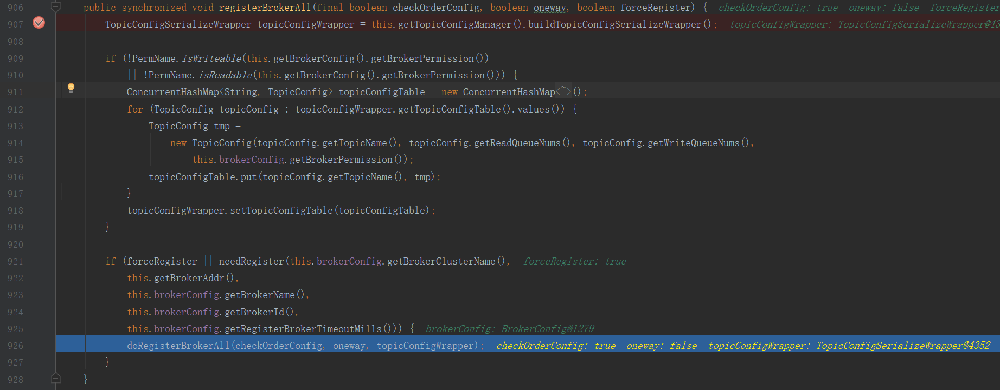 906 public synchronized void registerBrokerAll(final boolean checkOrderConfig, boolean oneway, boolean forceRegister) { checkOrderConfig: true oneway: false forceRegister
907 TopicConfigSerializeWrapper topicConfigWrapper = this.getTopicConfigManager().buildTopicConfigSerializeWrapper(); topicConfigWrapper: TopicConfigSerializeWrapper@43
908
909 if (!PermName.isWriteable(this.getBrokerConfig().getBrokerPermission())
910 || !PermName.isReadable(this.getBrokerConfig().getBrokerPermission())) {
911 ConcurrentHashMap<String, TopicConfig> topicConfigTable = new ConcurrentHashMap<~>();
912 for (TopicConfig topicConfig : topicConfigWrapper.getTopicConfigTable().values()) {
913 TopicConfig tmp =
914 new TopicConfig(topicConfig.getTopicName(), topicConfig.getReadQueueNums(), topicConfig.getWriteQueueNums(),
915 this.brokerConfig.getBrokerPermission());
916 topicConfigTable.put(topicConfig.getTopicName(), tmp);
917 }
918 topicConfigWrapper.setTopicConfigTable(topicConfigTable);
919 }
920
921 if (forceRegister || needRegister(this.brokerConfig.getBrokerClusterName(), forceRegister: true
922 this.getBrokerAddr(),
923 this.brokerConfig.getBrokerName(),
924 this.brokerConfig.getBrokerId(),
925 this.brokerConfig.getRegisterBrokerTimeoutMills())) { brokerConfig: BrokerConfig@1279
926 doRegisterBrokerAll(checkOrderConfig, oneway, topicConfigWrapper); checkOrderConfig: true oneway: false topicConfigWrapper: TopicConfigSerializeWrapper@4352
927 }
928 }